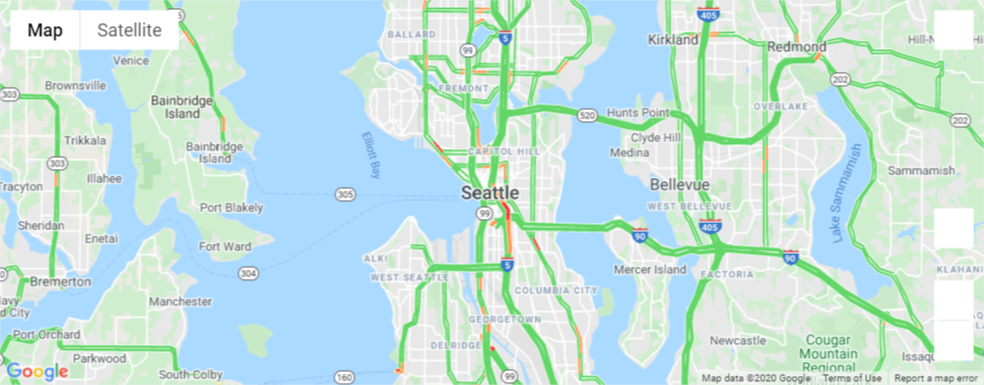 Map
Satellite
BALLARD
99
5
405
Kirkland
Redmond
Venice
Brownsville
303
Bainbridge
Island
FREMONT
202
Hunts Point
OVERLAKE
520
Clyde Hill
Medina
202
Trikkala
Elliott Bay
Bainbridge
Island
CAPITOL HILL
303
Illahee
305
Seattle
Bellevue
Sammamish
Lake Sammamish
Port Blakely
99
WEST BELLEVUE
Sheridan
Enetai
Fort Ward
405
90
90
ALKI
5
Mercer Island
FACTORIA
304
WEST SEATTLE
Bremerton
COLUMBIA CITY
Manchester
GEORGETOWN
Port Orchard
DELRIDGE
Newcastle
Cougar
Mountain
Regional
Parkwood
South Colby
160
99
Google
Map data ©2020 Google
Terms of Use
Report a map error